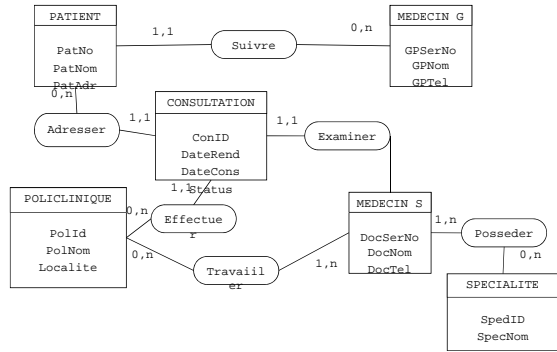 PATIENT
PatNo
PatNom
PatAdr
0,n
1,1
Suivre
0,n
MEDECIN G
GPSerNo
GPNom
GPTel
Adresser
1,1
CONSULTATION
ConID
DateRend
DateCons
Status
1,1
Examiner
1,1
POLICLINIQUE
PolId
PolNom
Localite
0,n
Effectue
r
0,n
Travaiil
er
1,n
MEDECIN S
DocSerNo
DocNom
DocTel
1,n
Posseder
0,n
SPECIALITE
SpedID
SpecNom